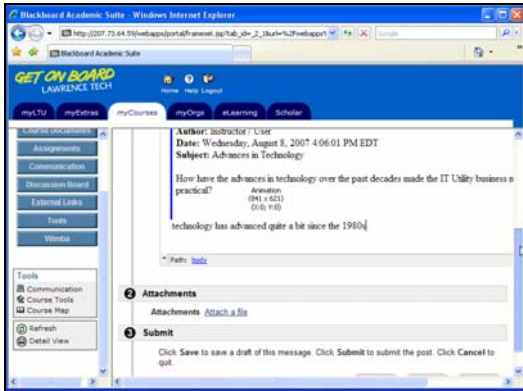 Blackboard Academic Suite - Windows Internet Explorer
Google
Blackboard Academic Suite
GET ON BOARD
LAWRENCE TECH
Home Help Logout
myLTU myExtras myCourses myOrgs eLearning Scholar
Course Documents
Assignments
Communication
Discussion Board
External Links
Tools
Wimba
Tools
Communication
Course Tools
Course Map
Refresh
Detail View
Author: Instructor / User
Date: Wednesday, August 8, 2007 4:06:01 PM EDT
Subject: Advances in Technology
How have the advances in technology over the past decades made the IT Utility business n
practical?
Animation
(841 x 621)
(X:0, Y:0)
technology has advanced quite a bit since the 1980s
Path: body
2 Attachments
Attachments Attach a file
3 Submit
Click Save to save a draft of this message. Click Submit to submit the post. Click Cancel to
quit.